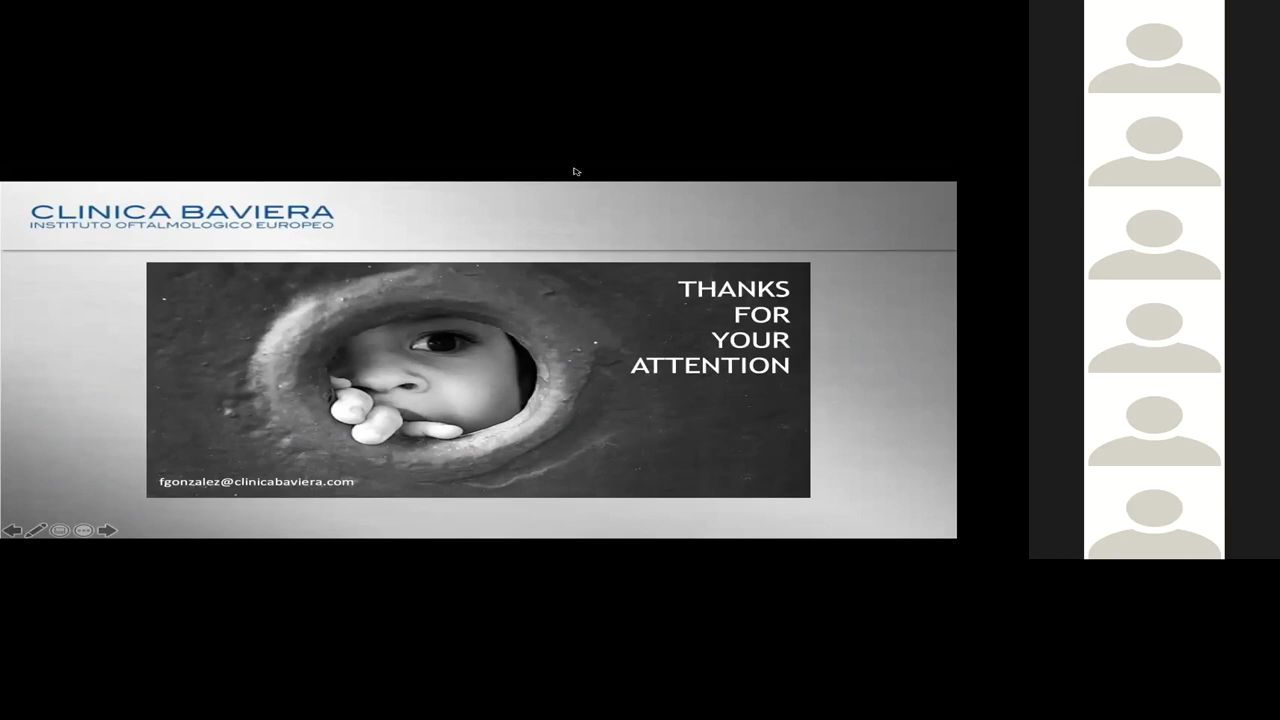 CLINICA BAVIERA
INSTITUTO OFTALMOLOGICO EUROPEO
THANKS
FOR
YOUR
ATTENTION
fgonzalez@clinicabaviera.com